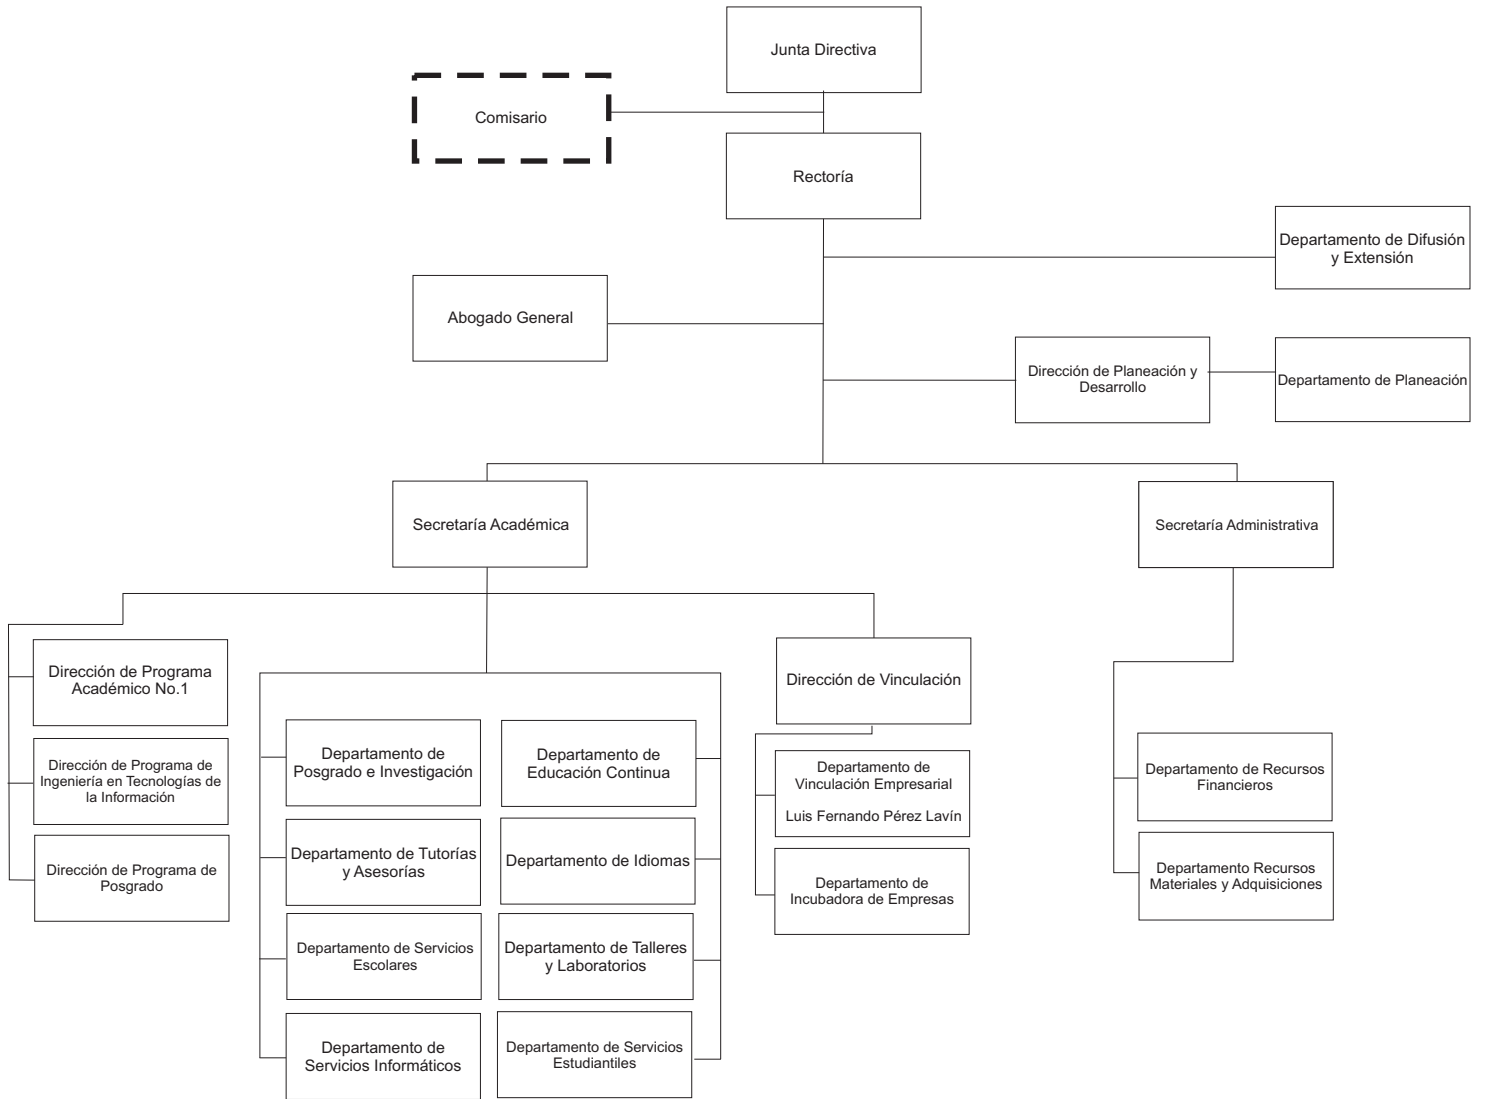 Junta Directiva
Comisario
Rectoría
Departamento de Difusión
y Extensión
Abogado General
Dirección de Planeación y
Desarrollo
Departamento de Planeación
Secretaría Académica
Secretaría Administrativa
Dirección de Programa
Académico No.1
Dirección de Programa de
Ingeniería en Tecnologías de
la Información
Dirección de Programa de
Posgrado
Departamento de
Posgrado e Investigación
Departamento de Tutorías
y Asesorías
Departamento de Servicios
Escolares
Departamento de
Servicios Informáticos
Departamento de
Educación Continua
Departamento de Idiomas
Departamento de Talleres
y Laboratorios
Departamento de Servicios
Estudiantiles
Dirección de Vinculación
Departamento de
Vinculación Empresarial
Luis Fernando Pérez Lavín
Departamento de
Incubadora de Empresas
Departamento de Recursos
Financieros
Departamento Recursos
Materiales y Adquisiciones